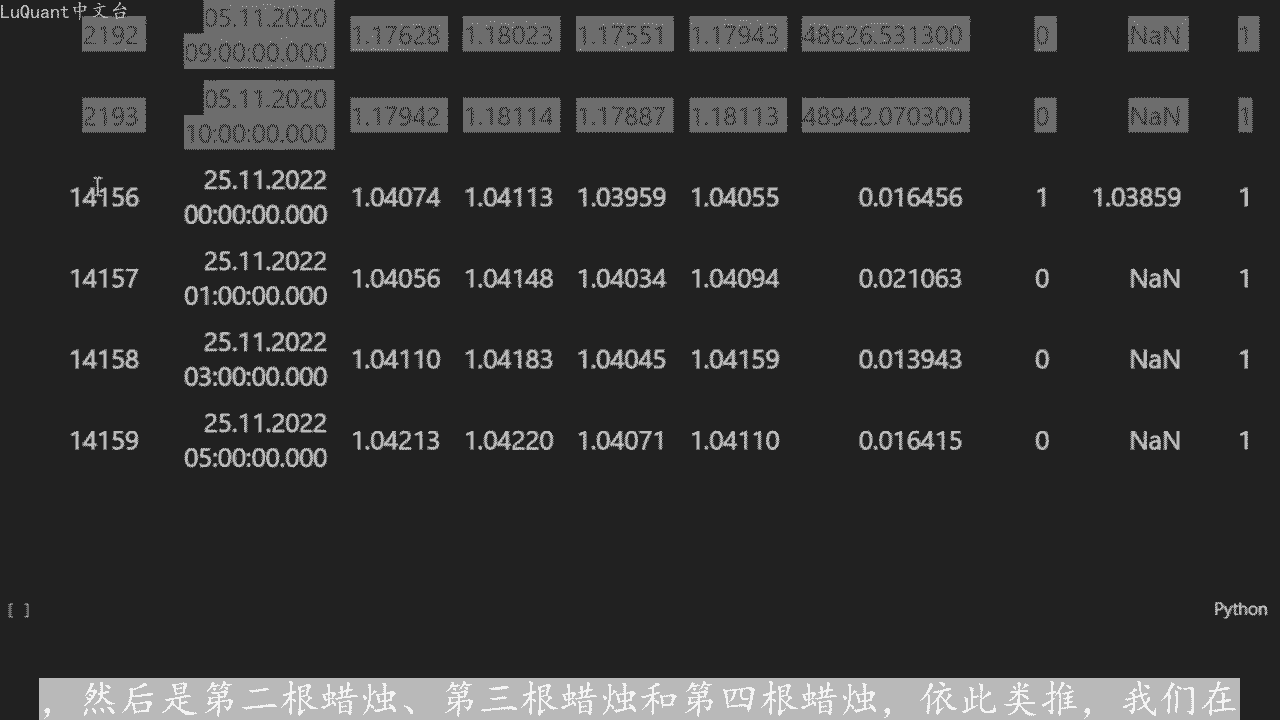 LuQuant中文台
05.11.2020
2192 1.17628 1.18023 1.17551 1.17943 48626.531300 0 NaN 1
09:00:00.000
05.11.2020
2193 1.17942 1.18114 1.17887 1.18113 48942.070300 0 NaN 1
10:00:00.000
25.11.2022
14156 1.04074 1.04113 1.03959 1.04055 0.016456 1 1.03859 1
00:00:00.000
25.11.2022
14157 1.04056 1.04148 1.04034 1.04094 0.021063 0 NaN 1
01:00:00.000
25.11.2022
14158 1.04110 1.04183 1.04045 1.04159 0.013943 0 NaN 1
03:00:00.000
25.11.2022
14159 1.04213 1.04220 1.04071 1.04110 0.016415 0 NaN 1
05:00:00.000
[ ] Python
，然后是第二根蜡烛、第三根蜡烛和第四根蜡烛，依此类推，我们在